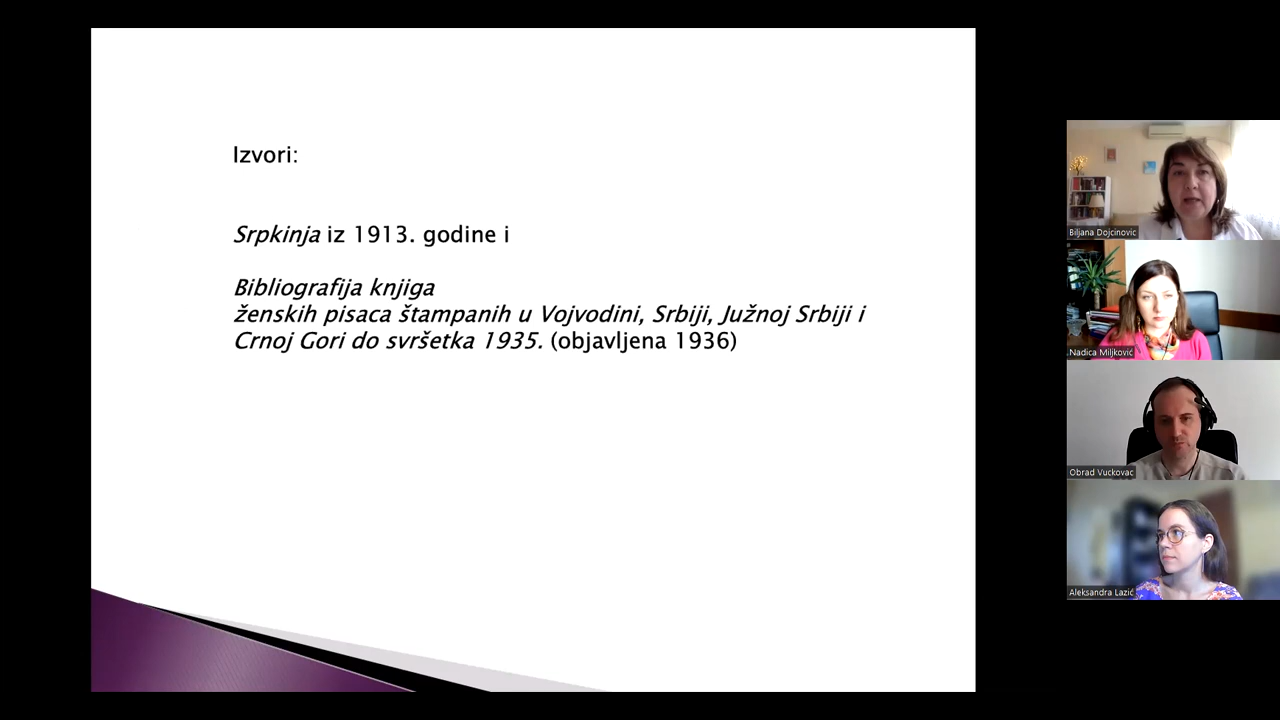 Izvori:
Srpkinja iz 1913. godine i
Bibliografija knjiga
ženskih pisaca štampanih u Vojvodini, Srbiji, Južnoj Srbiji i
Crnoj Gori do svršetka 1935. (objavljena 1936)
Biljana Dojcinovic
Nadica Miljković
Obrad Vuckovac
Aleksandra Lazić